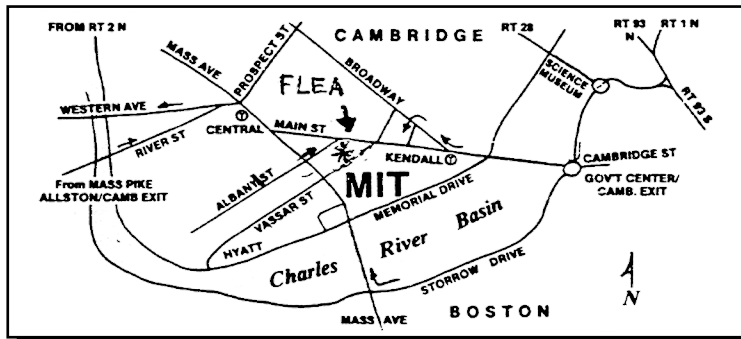 FROM RT 2 N
MASS AVE
PROSPECT ST
CAMBRIDGE
RT 28
RT 93
N
RT 1 N
RT 93 S
SCIENCE
MUSEUM
BROADWAY
FLEA
WESTERN AVE
CENTRAL
T
MAIN ST
RIVER ST
KENDALL
T
CAMBRIDGE ST
GOV'T CENTER/
CAMB. EXIT
From MASS PIKE
ALLSTON/CAMB EXIT
ALBANY ST
VASSAR ST
MIT
MEMORIAL DRIVE
HYATT
Charles River Basin
STORROW DRIVE
MASS AVE
BOSTON
N